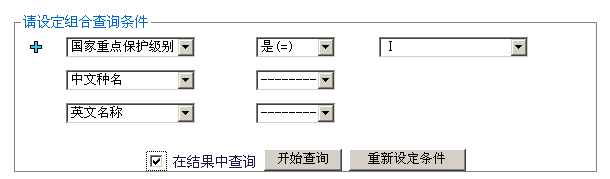 请设定组合查询条件
国家重点保护级别 是(=) I
中文种名 --------
英文名称 --------
在结果中查询 开始查询 重新设定条件